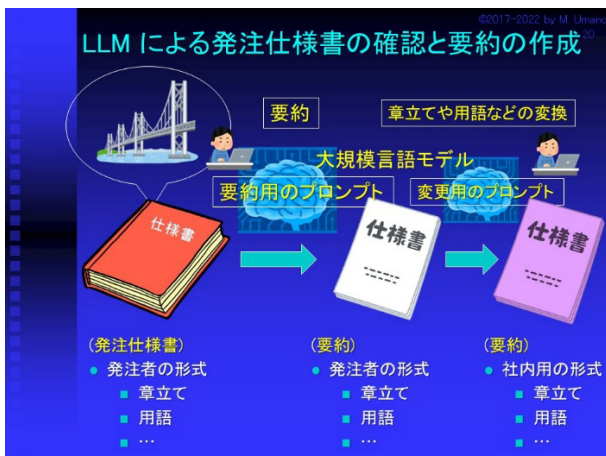 ©2017-2022 by M. Umano
20
LLM による発注仕様書の確認と要約の作成
要約
章立てや用語などの変換
大規模言語モデル
要約用のプロンプト
変更用のプロンプト
仕様書
仕様書
仕様書
(発注仕様書)
● 発注者の形式
■ 章立て
■ 用語
■ …
(要約)
● 発注者の形式
■ 章立て
■ 用語
■ …
(要約)
● 社内用の形式
■ 章立て
■ 用語
■ …